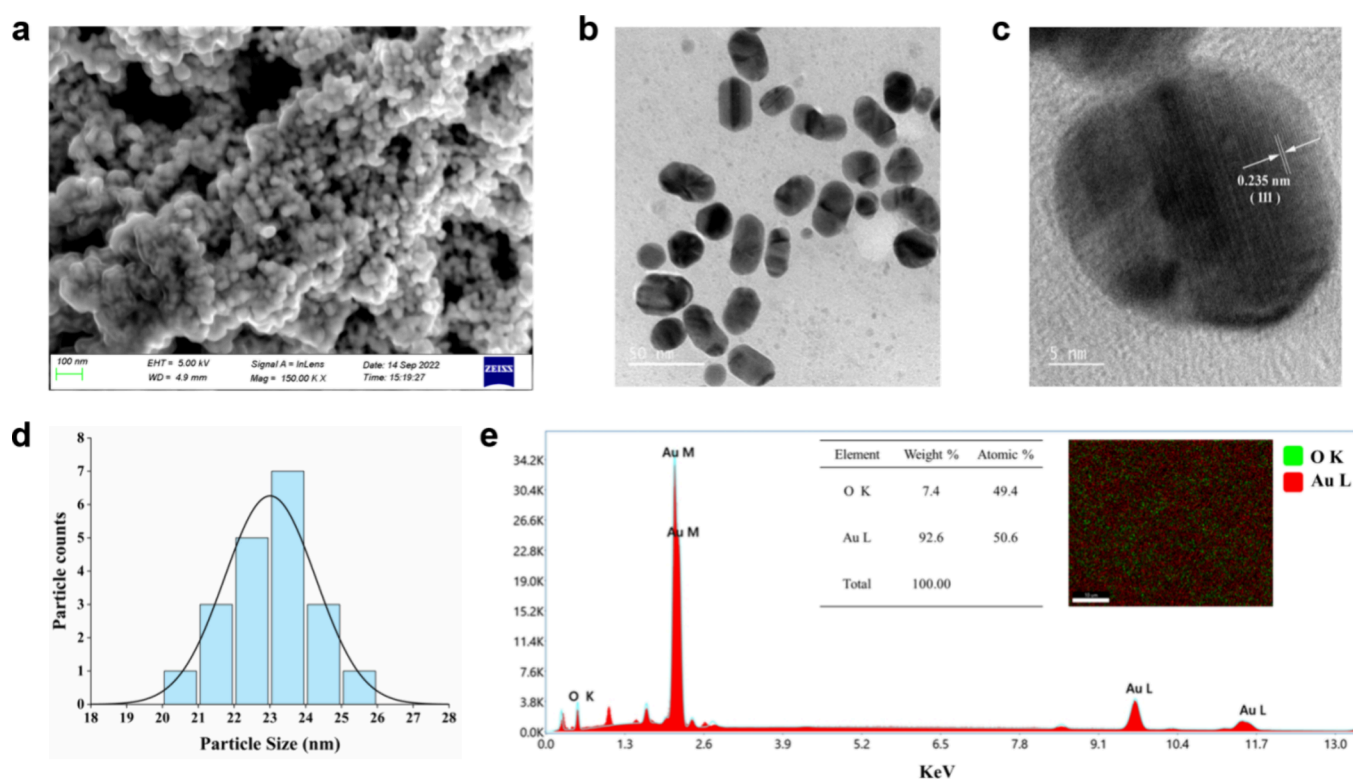 a
b
c
100 nm
EHT = 5.00 kV
Signal A = InLens
Date: 14 Sep 2022
WD = 4.9 mm
Mag = 150.00 K X
Time: 15:19:27
ZEISS
50 nm
0.235 nm
( III )
5 nm
d
8
7
6
5
4
3
2
1
0
18 19 20 21 22 23 24 25 26 27 28
Particle counts
Particle Size (nm)
e
34.2K
30.4K
26.6K
22.8K
19.0K
15.2K
11.4K
7.6K
3.8K
0.0K
Au M
Au M
O K
Au L
Au L
0.0 1.3 2.6 3.9 5.2 6.5 7.8 9.1 10.4 11.7 13.0
KeV
Element Weight % Atomic %
O K 7.4 49.4
Au L 92.6 50.6
Total 100.00
O K
Au L